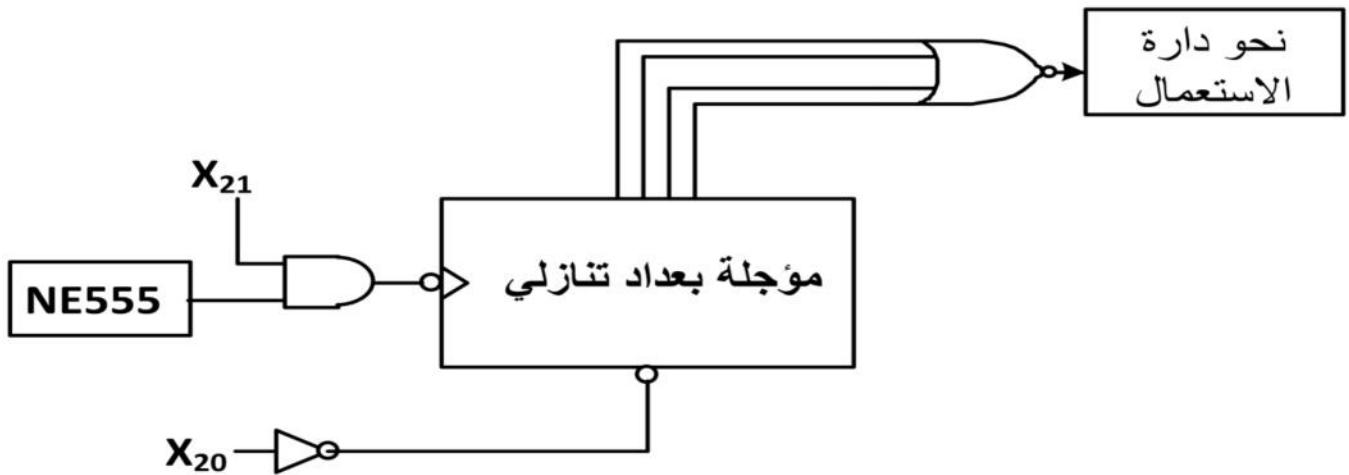 نحو دارة
الاستعمال
X21
NE555
مؤجلة بعداد تنازلي
X20